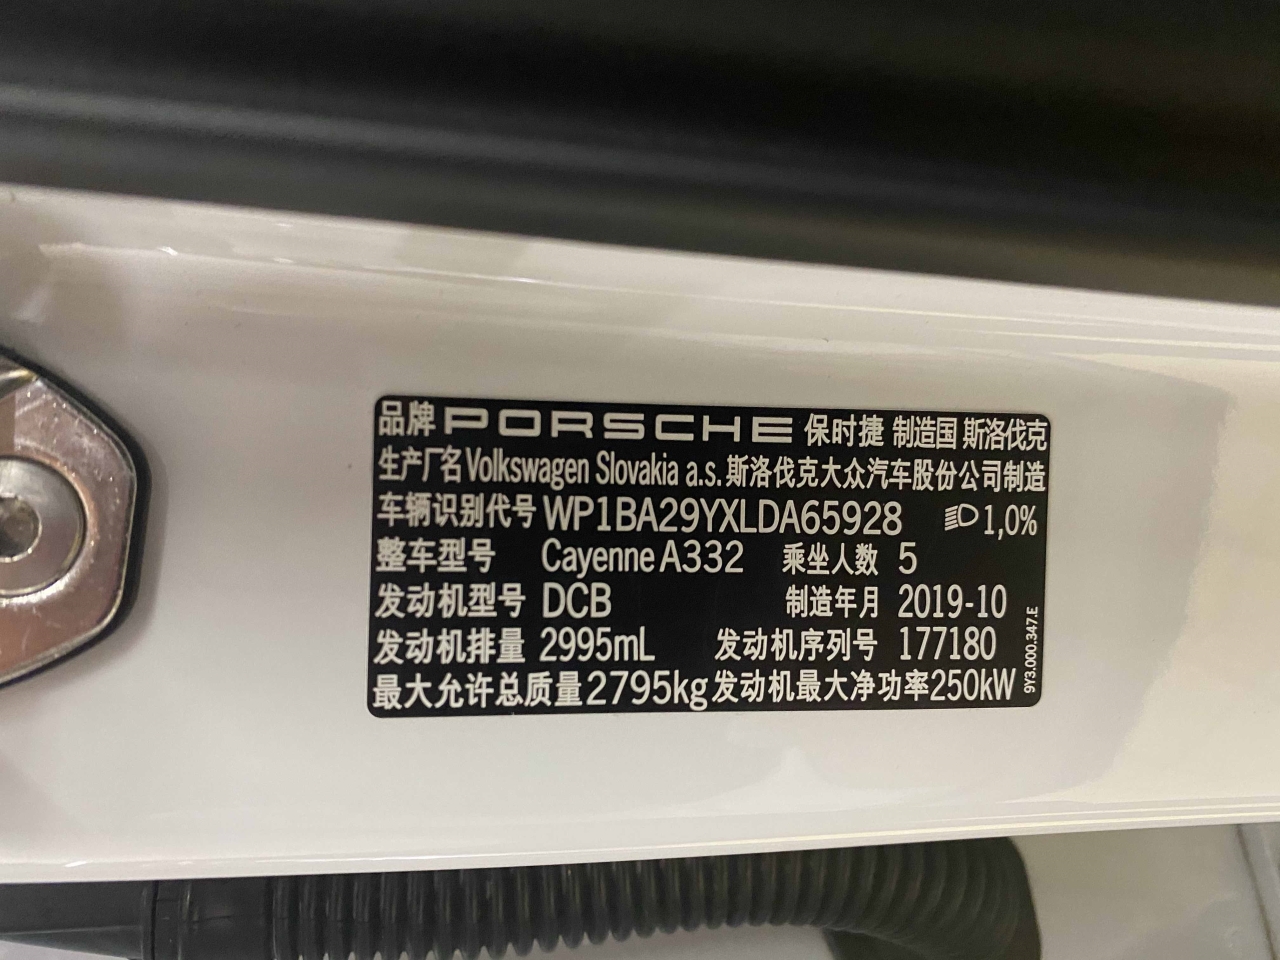 品牌 PORSCHE 保时捷 制造国 斯洛伐克
生产厂名 Volkswagen Slovakia a.s. 斯洛伐克大众汽车股份公司制造
车辆识别代号 WP1BA29YXLDA65928 1,0%
整车型号 Cayenne A332 乘坐人数 5
发动机型号 DCB 制造年月 2019-10
发动机排量 2995mL 发动机序列号 177180
最大允许总质量 2795kg 发动机最大净功率 250kW
9Y3.000.347.E